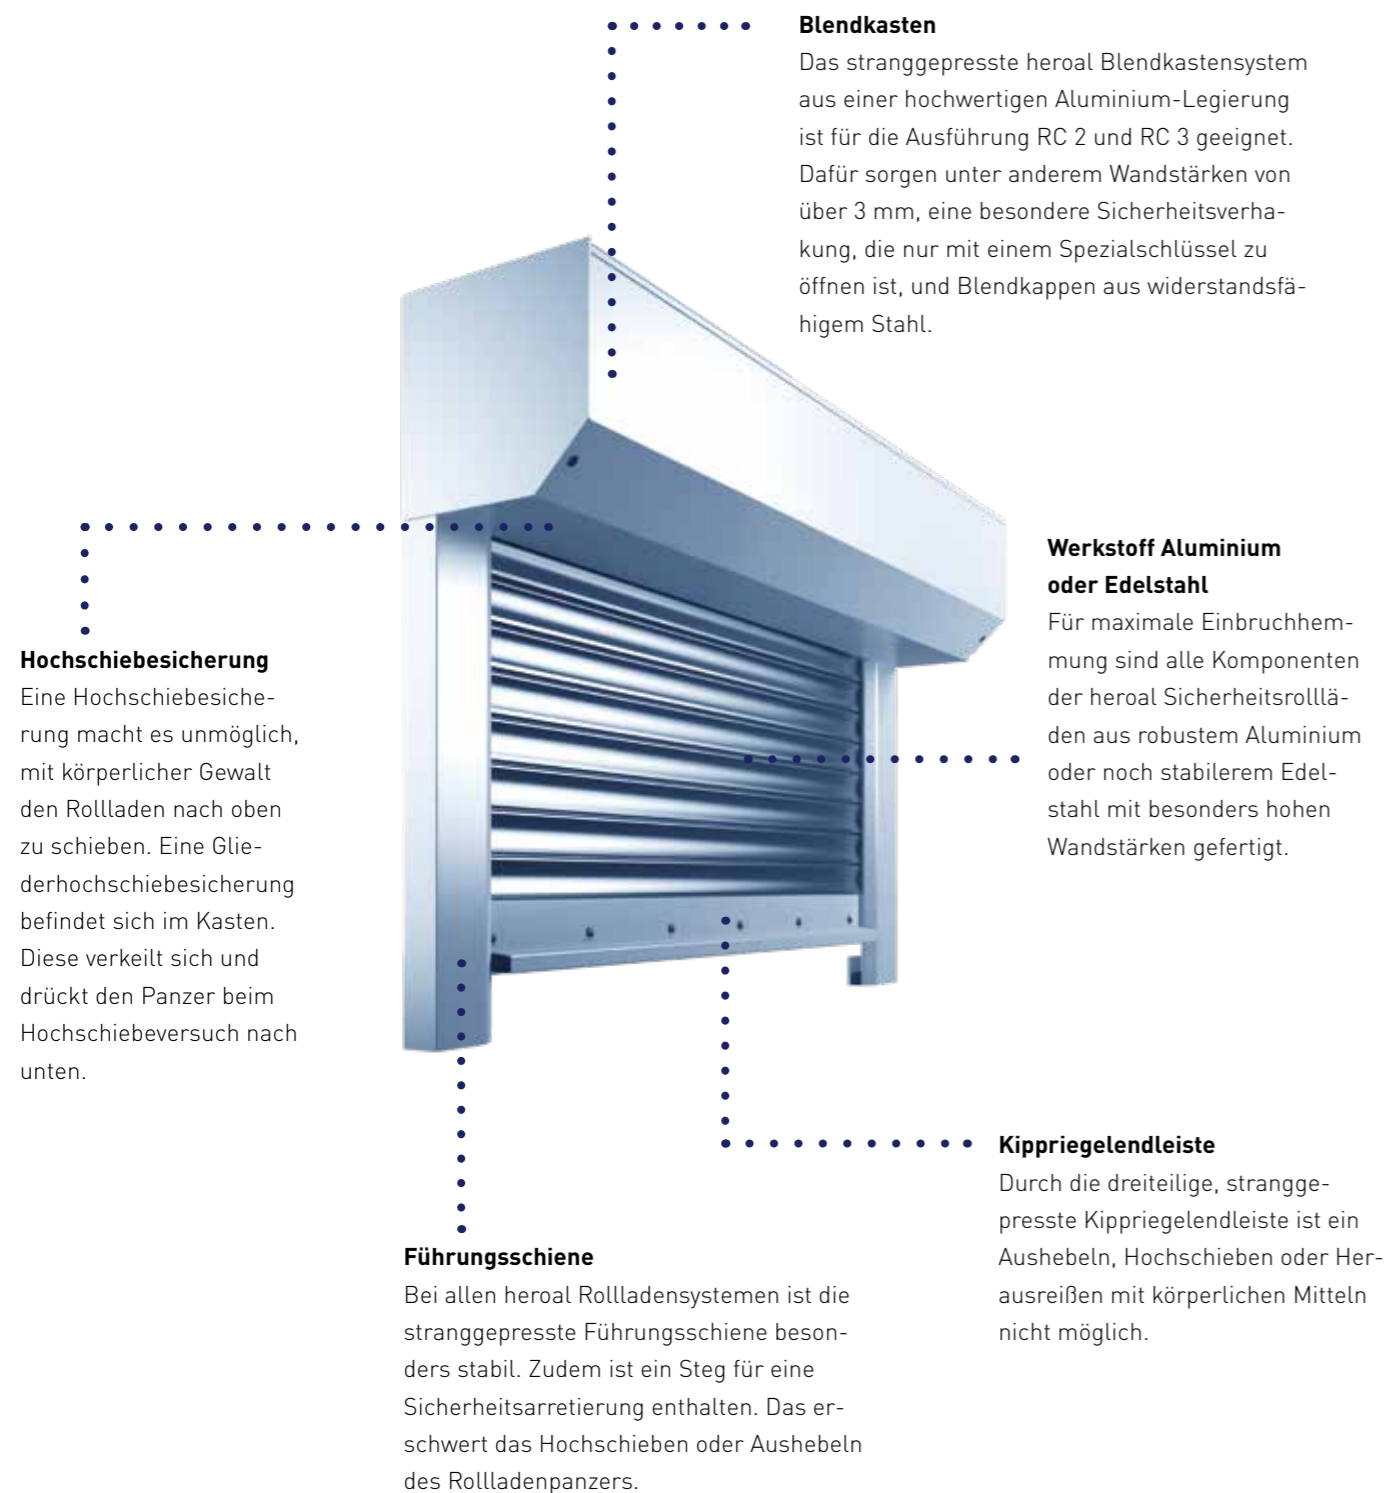 Blendkasten
Das stranggepresste heroal Blendkastensystem
aus einer hochwertigen Aluminium-Legierung
ist für die Ausführung RC 2 und RC 3 geeignet.
Dafür sorgen unter anderem Wandstärken von
über 3 mm, eine besondere Sicherheitsverha-
kung, die nur mit einem Spezialschlüssel zu
öffnen ist, und Blendkappen aus widerstandsfä-
higem Stahl.
Werkstoff Aluminium
oder Edelstahl
Für maximale Einbruchhem-
mung sind alle Komponenten
der heroal Sicherheitsrolllä-
den aus robustem Aluminium
oder noch stabilerem Edel-
stahl mit besonders hohen
Wandstärken gefertigt.
Hochschiebesicherung
Eine Hochschiebesiche-
rung macht es unmöglich,
mit körperlicher Gewalt
den Rollladen nach oben
zu schieben. Eine Glie-
derhochschiebesicherung
befindet sich im Kasten.
Diese verkeilt sich und
drückt den Panzer beim
Hochschiebeversuch nach
unten.
Kippriegelendleiste
Durch die dreiteilige, strangge-
presste Kippriegelendleiste ist ein
Aushebeln, Hochschieben oder Her-
ausreißen mit körperlichen Mitteln
nicht möglich.
Führungsschiene
Bei allen heroal Rollladensystemen ist die
stranggepresste Führungsschiene beson-
ders stabil. Zudem ist ein Steg für eine
Sicherheitsarretierung enthalten. Das er-
schwert das Hochschieben oder Aushebeln
des Rollladenpanzers.